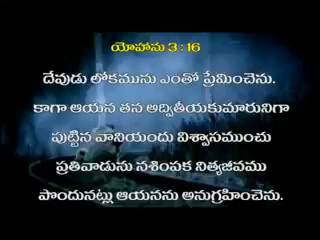 యోహాను 3 : 16
దేవుడు లోకమును ఎంతో ప్రేమించెను.
కాగా ఆయన తన అద్వితీయకుమారునిగా
పుట్టిన వానియందు విశ్వాసముంచు
ప్రతివాడును నశింపక నిత్యజీవము
పొందునట్లు ఆయనను అనుగ్రహించెను.